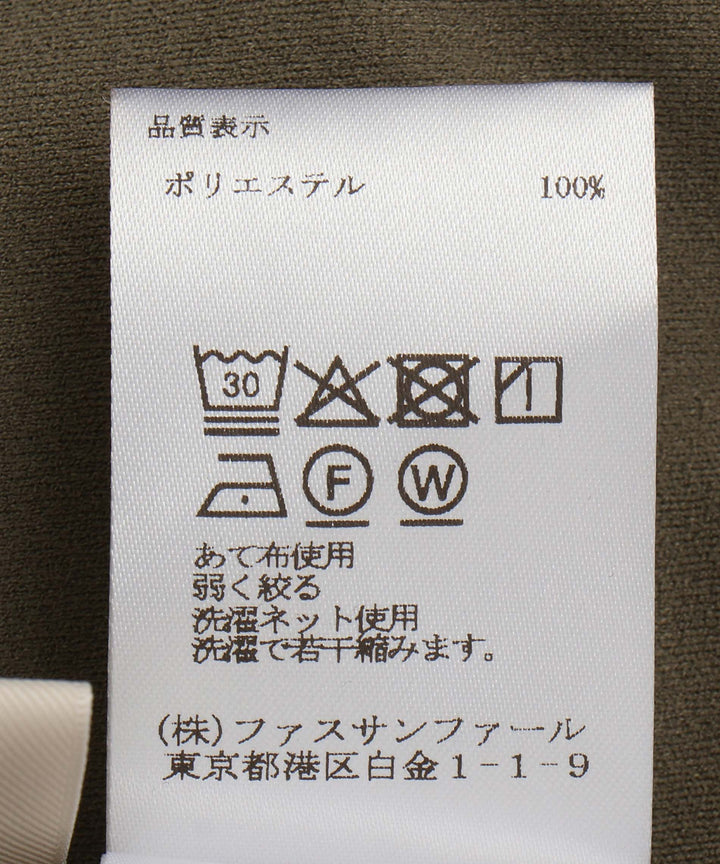 品質表示
ポリエステル 100%
30
F W
あて布使用
弱く絞る
洗濯ネット使用
洗濯で若干縮みます。
(株)ファスサンファール
東京都港区白金1-1-9